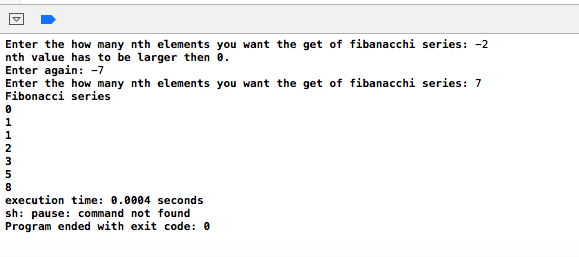 Enter the how many nth elements you want the get of fibanacchi series: -2
nth value has to be larger then 0.
Enter again: -7
Enter the how many nth elements you want the get of fibanacchi series: 7
Fibonacci series
0
1
1
2
3
5
8
execution time: 0.0004 seconds
sh: pause: command not found
Program ended with exit code: 0